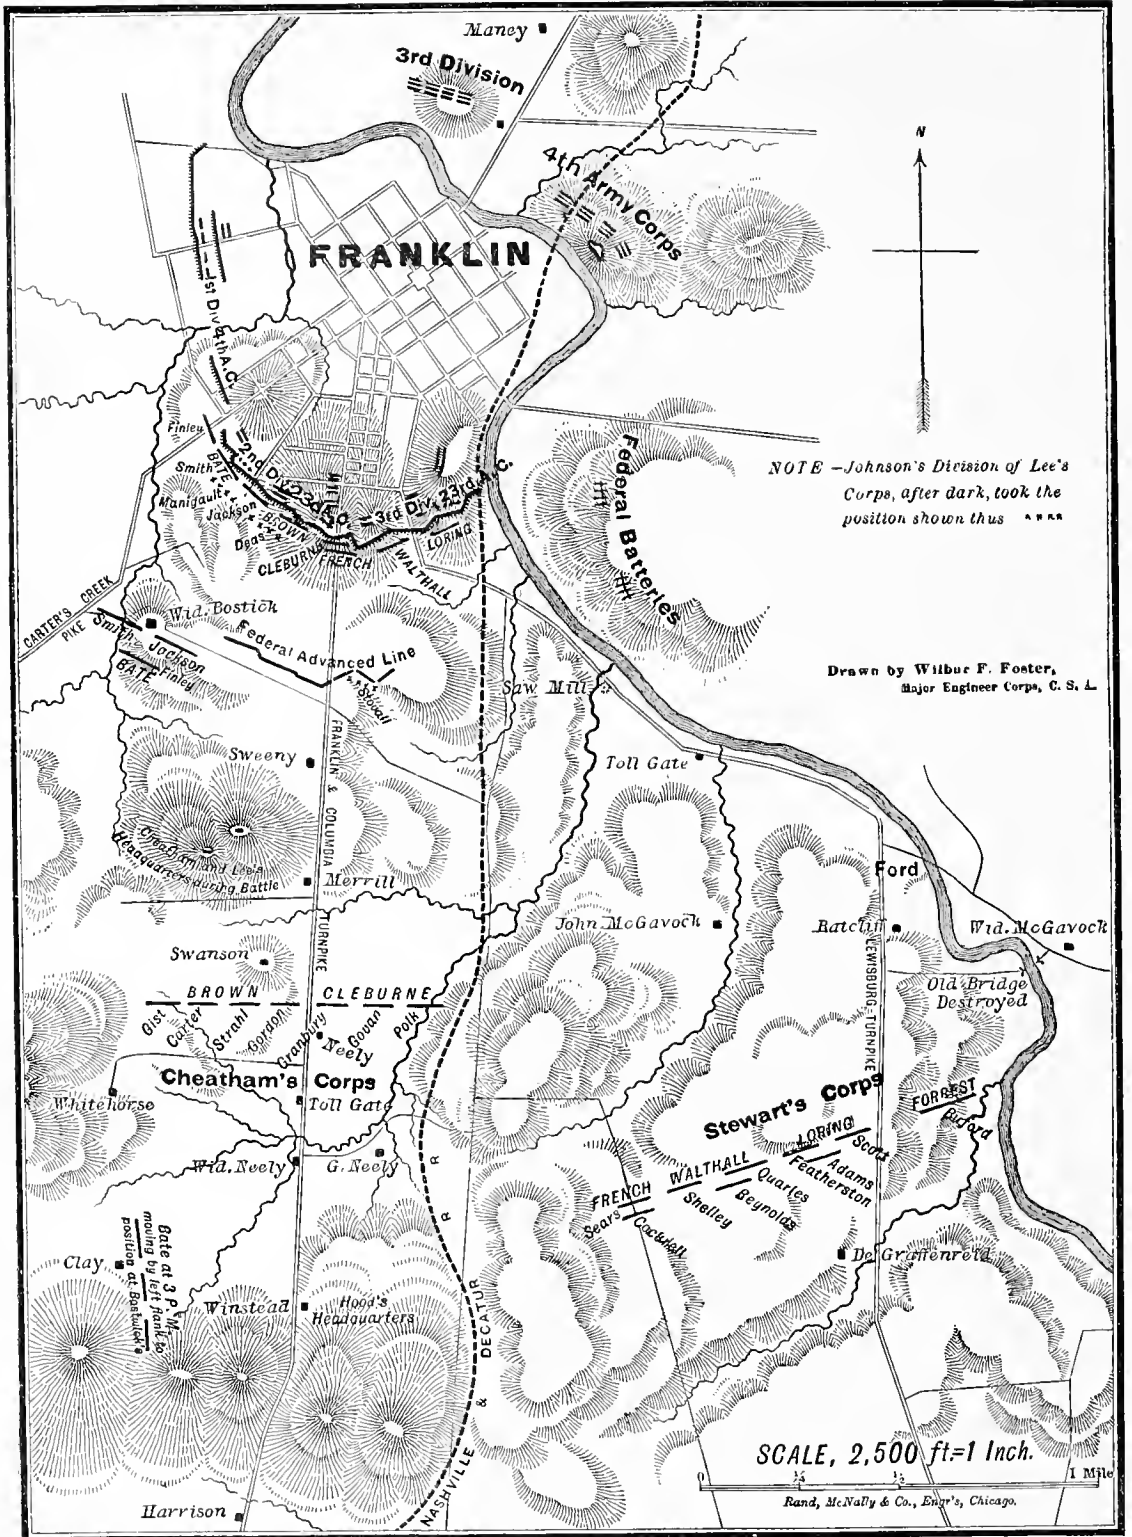 Maney
3rd Division
N
4th Army Corps
FRANKLIN
1st Div. 4th A.C.
Finley
BATE
2nd Div. 23d A.C.
3rd Div. 23rd A.C.
Smith
Manigault
Jackson
Deas
BROWN
CLEBURNE
FRENCH
WALTHALL
LORING
Federal Batteries
NOTE — Johnson's Division of Lee's
Corps, after dark, took the
position shown thus
CARTER'S CREEK
PIKE
Wid. Bostick
Smith
Jackson
BATE
Finley
Federal Advanced Line
Stovall
Saw Mill
Drawn by Wilbur F. Foster,
Major Engineer Corps, C. S. A.
Sweeny
FRANKLIN & COLUMBIA
TURNPIKE
Toll Gate
Cheatham and Lee's
Headquarters during Battle
Merrill
Ford
John McGavock
Ratcliff
Wid. McGavock
Swanson
LEWISBURG-TURNPIKE
Old Bridge
Destroyed
BROWN
CLEBURNE
Gist
Carter
Strahl
Gordon
Granbury
Govan
Polk
Neely
Cheatham's Corps
Whitehorse
Toll Gate
Stewart's Corps
FORREST
Buford
LORING
Scott
Adams
Featherston
WALTHALL
Quarles
Reynolds
Shelley
FRENCH
Sears
Cockrell
Wid. Neely
G. Neely
Bate at 3 P.M.
moving by left flank to
position at Bostwick's
Clay
De Graffenreid
Winstead
Hood's
Headquarters
NASHVILLE & DECATUR R R
SCALE, 2,500 ft.=1 Inch.
0 ¼ ½ 1 Mile
Rand, McNally & Co., Engr's, Chicago.
Harrison